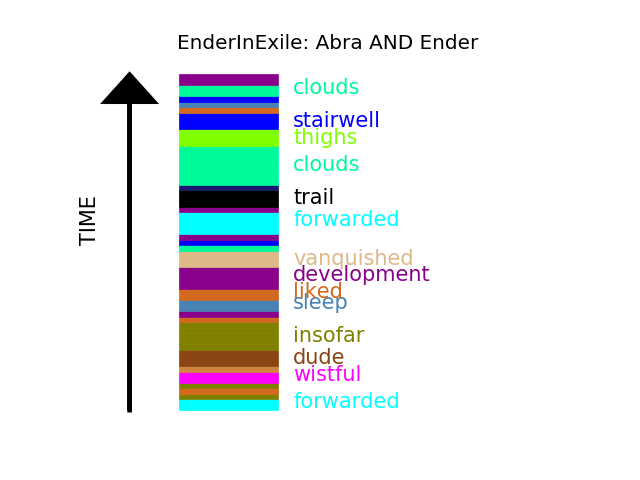 EnderInExile: Abra AND Ender
clouds
stairwell
thighs
clouds
trail
forwarded
vanquished
development
liked
sleep
insofar
dude
wistful
forwarded
TIME